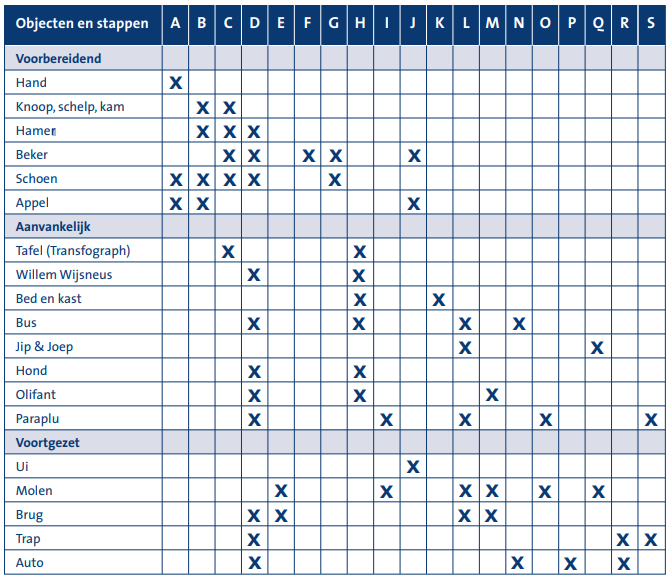 Objecten en stappen A B C D E F G H I J K L M N O P Q R S
Voorbereidend
Hand X
Knoop, schelp, kam X X
Hamer X X X
Beker X X X X X
Schoen X X X X X
Appel X X X
Aanvankelijk
Tafel (Transfograph) X X
Willem Wijsneus X X
Bed en kast X X
Bus X X X X
Jip & Joep X X
Hond X X
Olifant X X X
Paraplu X X X X X
Voortgezet
Ui X
Molen X X X X X X
Brug X X X X
Trap X X X
Auto X X X X